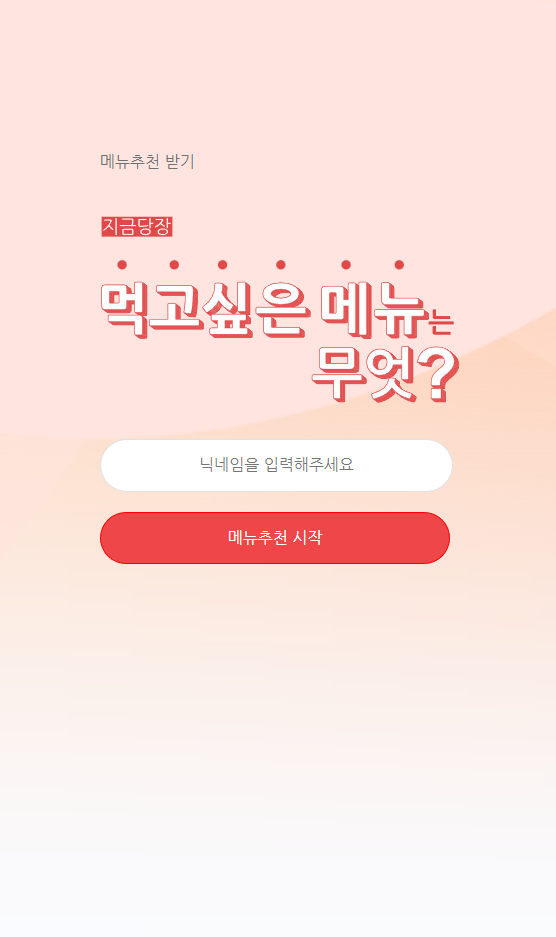 메뉴추천 받기
지금당장
먹고싶은 메뉴는
무엇?
닉네임을 입력해주세요
메뉴추천 시작